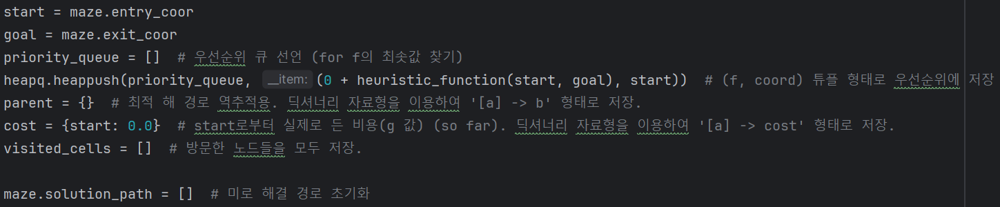 start = maze.entry_coor
goal = maze.exit_coor
priority_queue = []  # 우선순위 큐 선언 (for f의 최솟값 찾기)
heapq.heappush(priority_queue, __item: (0 + heuristic_function(start, goal), start))  # (f, coord) 튜플 형태로 우선순위에 저장
parent = {}  # 최적 해 경로 역추적용. 딕셔너리 자료형을 이용하여 '[a] -> b' 형태로 저장.
cost = {start: 0.0}  # start로부터 실제로 든 비용(g 값) (so far). 딕셔너리 자료형을 이용하여 '[a] -> cost' 형태로 저장.
visited_cells = []  # 방문한 노드들을 모두 저장.
maze.solution_path = []  # 미로 해결 경로 초기화